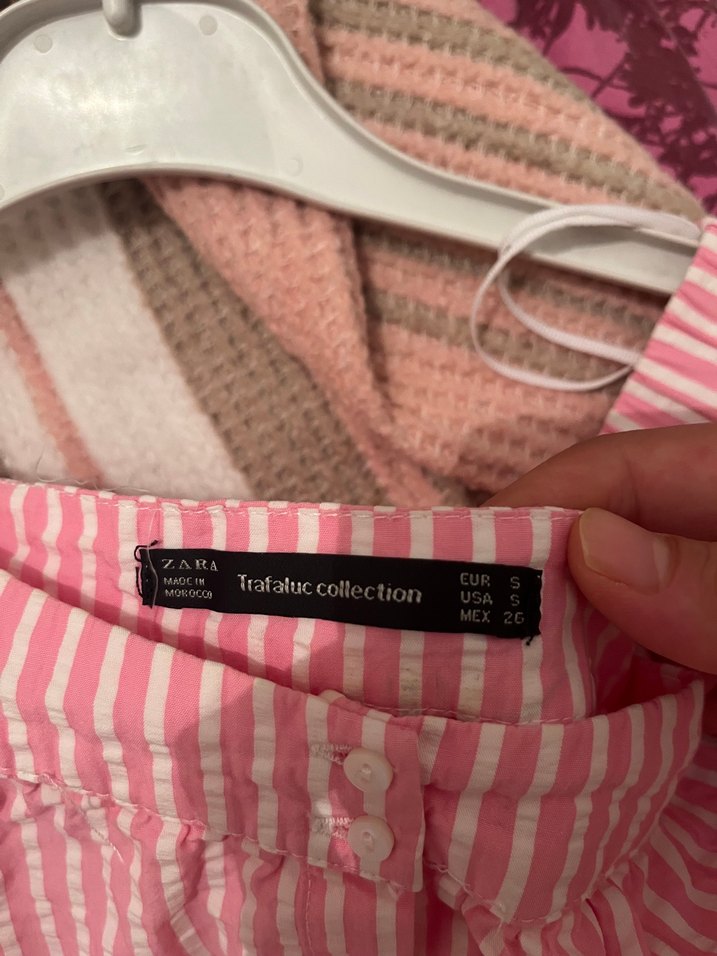 ZARA
MADE IN
MOROCCO
Trafaluc collection
EUR S
USA S
MEX 26